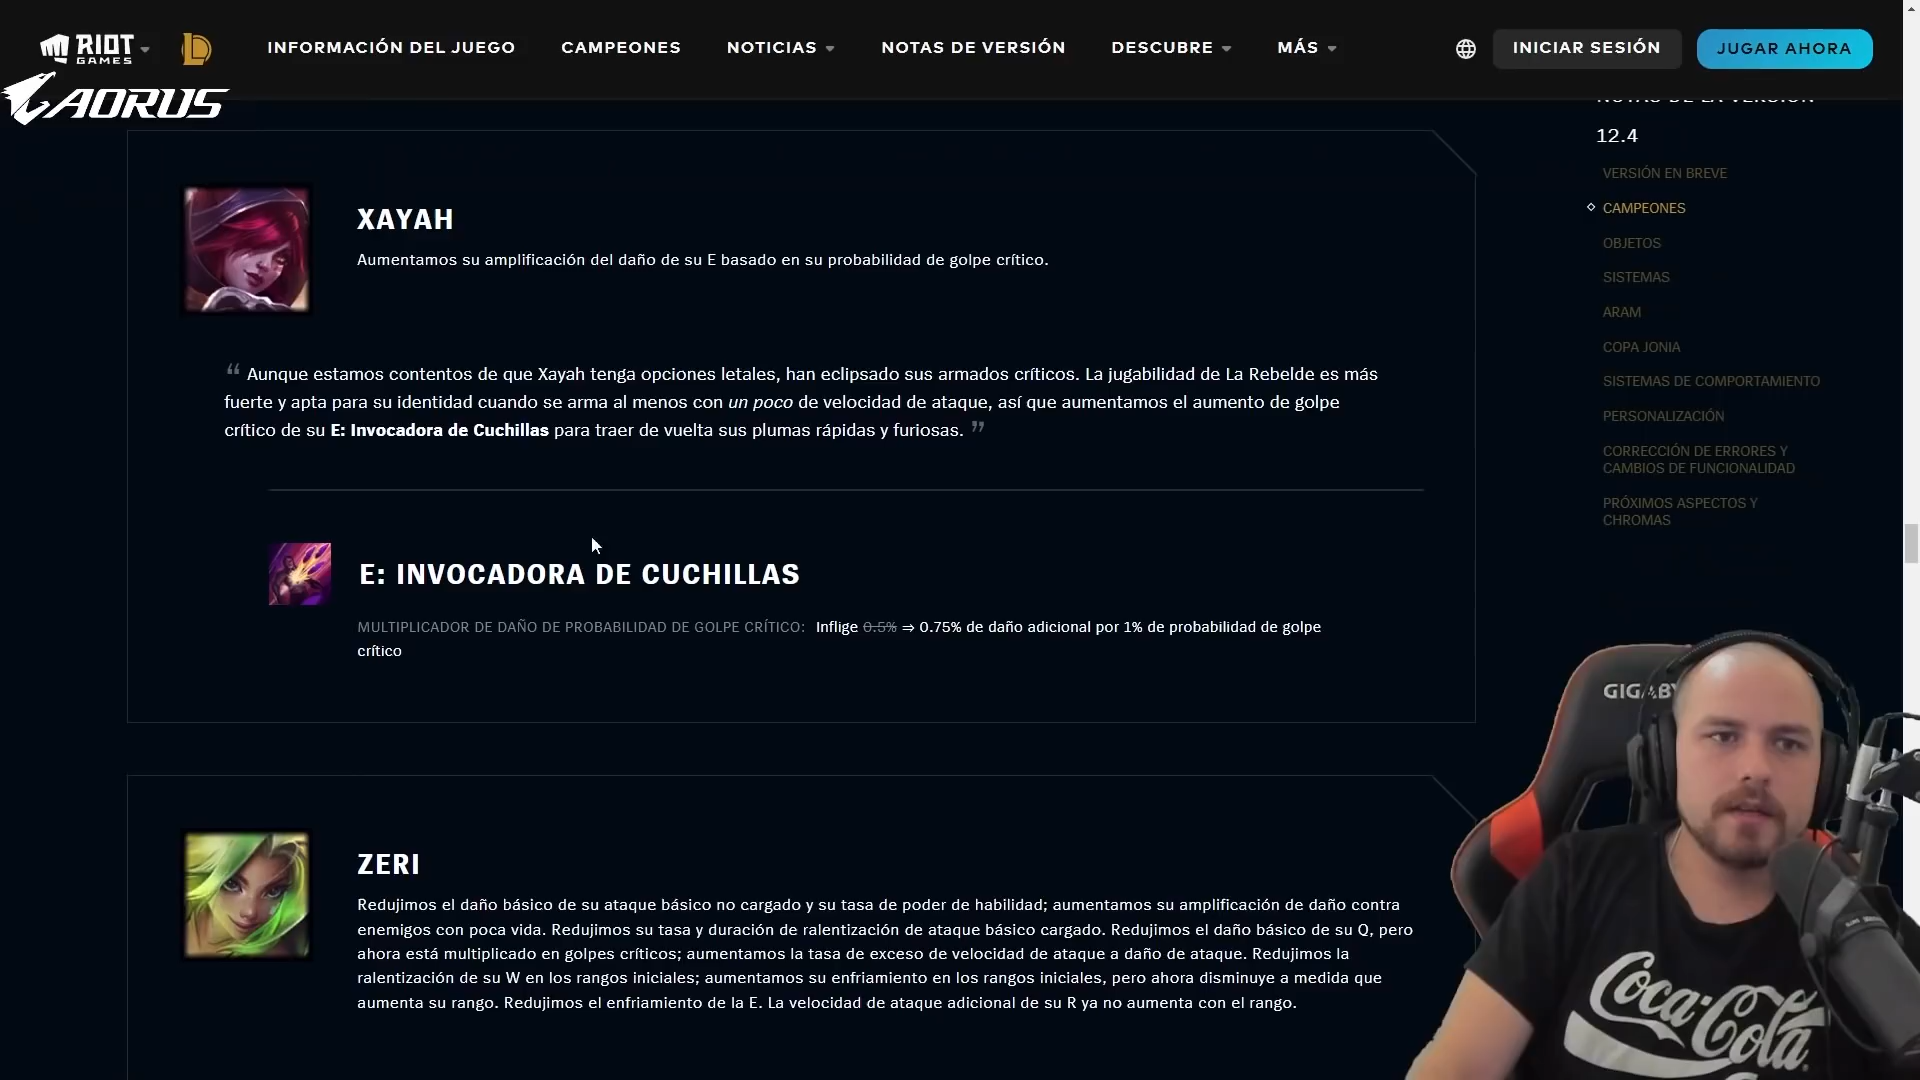 RIOT
GAMES
INFORMACIÓN DEL JUEGO
CAMPEONES
NOTICIAS
NOTAS DE VERSIÓN
DESCUBRE
MÁS
INICIAR SESIÓN
JUGAR AHORA
AORUS
NOTAS DE LA VERSIÓN
12.4
VERSIÓN EN BREVE
CAMPEONES
OBJETOS
SISTEMAS
ARAM
COPA JONIA
SISTEMAS DE COMPORTAMIENTO
PERSONALIZACIÓN
CORRECCIÓN DE ERRORES Y
CAMBIOS DE FUNCIONALIDAD
PRÓXIMOS ASPECTOS Y
CHROMAS
XAYAH
Aumentamos su amplificación del daño de su E basado en su probabilidad de golpe crítico.
“ Aunque estamos contentos de que Xayah tenga opciones letales, han eclipsado sus armados críticos. La jugabilidad de La Rebelde es más
fuerte y apta para su identidad cuando se arma al menos con un poco de velocidad de ataque, así que aumentamos el aumento de golpe
crítico de su E: Invocadora de Cuchillas para traer de vuelta sus plumas rápidas y furiosas. ”
E: INVOCADORA DE CUCHILLAS
MULTIPLICADOR DE DAÑO DE PROBABILIDAD DE GOLPE CRÍTICO: Inflige 0.5% ⇒ 0.75% de daño adicional por 1% de probabilidad de golpe
crítico
ZERI
Redujimos el daño básico de su ataque básico no cargado y su tasa de poder de habilidad; aumentamos su amplificación de daño contra
enemigos con poca vida. Redujimos su tasa y duración de ralentización de ataque básico cargado. Redujimos el daño básico de su Q, pero
ahora está multiplicado en golpes críticos; aumentamos la tasa de exceso de velocidad de ataque a daño de ataque. Redujimos la
ralentización de su W en los rangos iniciales; aumentamos su enfriamiento en los rangos iniciales, pero ahora disminuye a medida que
aumenta su rango. Redujimos el enfriamiento de la E. La velocidad de ataque adicional de su R ya no aumenta con el rango.
GIGABY
Coca-Cola